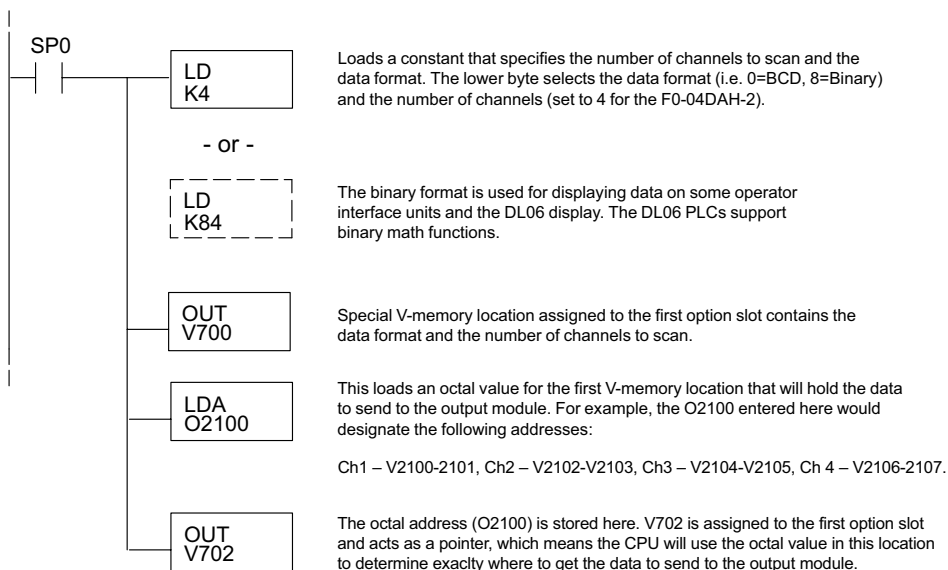 SP0
LD
K4
Loads a constant that specifies the number of channels to scan and the
data format. The lower byte selects the data format (i.e. 0=BCD, 8=Binary)
and the number of channels (set to 4 for the F0-04DAH-2).
- or -
LD
K84
The binary format is used for displaying data on some operator
interface units and the DL06 display. The DL06 PLCs support
binary math functions.
OUT
V700
Special V-memory location assigned to the first option slot contains the
data format and the number of channels to scan.
LDA
O2100
This loads an octal value for the first V-memory location that will hold the data
to send to the output module. For example, the O2100 entered here would
designate the following addresses:
Ch1 – V2100-2101, Ch2 – V2102-V2103, Ch3 – V2104-V2105, Ch 4 – V2106-2107.
OUT
V702
The octal address (O2100) is stored here. V702 is assigned to the first option slot
and acts as a pointer, which means the CPU will use the octal value in this location
to determine exaclty where to get the data to send to the output module.